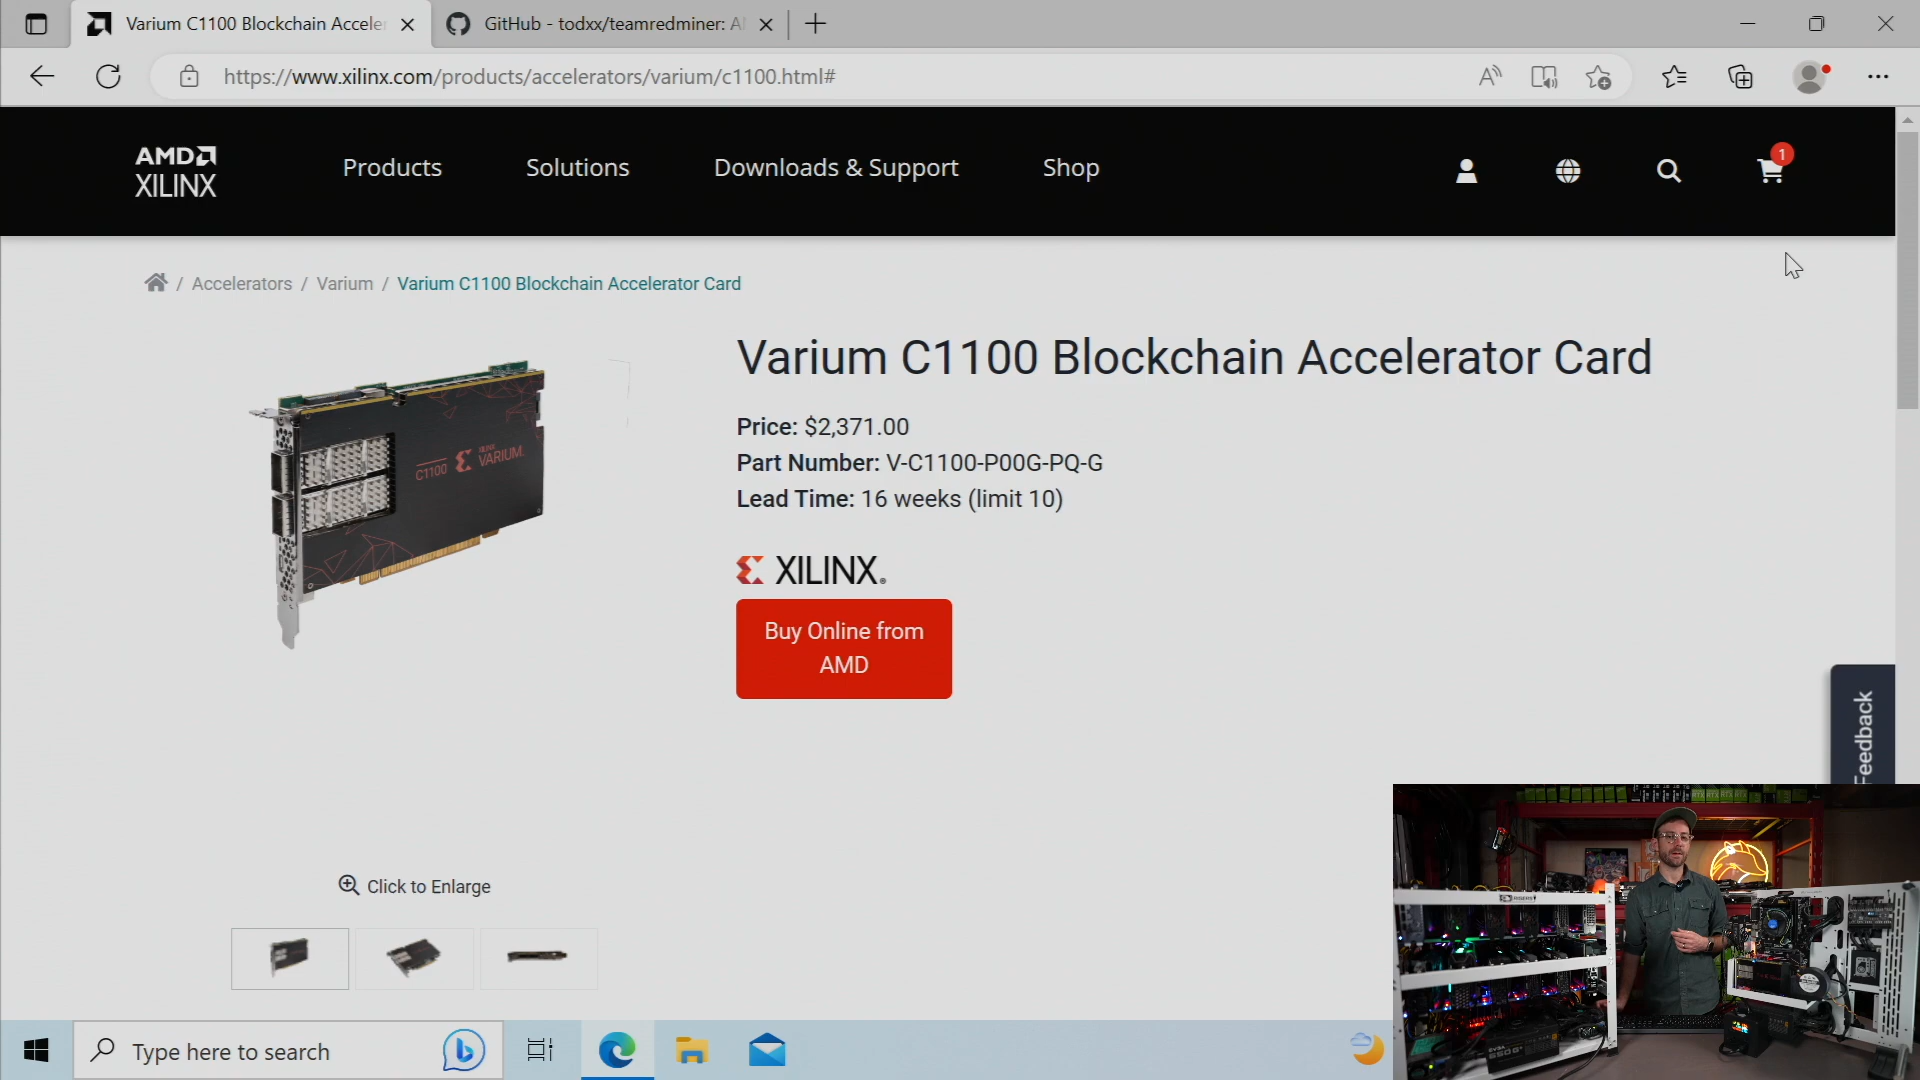 Varium C1100 Blockchain Acceler
GitHub - todxx/teamredminer: A
https://www.xilinx.com/products/accelerators/varium/c1100.html#
AMD
XILINX
Products
Solutions
Downloads & Support
Shop
1
/ Accelerators / Varium / Varium C1100 Blockchain Accelerator Card
C1100 XILINX VARIUM
Varium C1100 Blockchain Accelerator Card
Price: $2,371.00
Part Number: V-C1100-P00G-PQ-G
Lead Time: 16 weeks (limit 10)
XILINX
Buy Online from
AMD
Feedback
Click to Enlarge
Type here to search